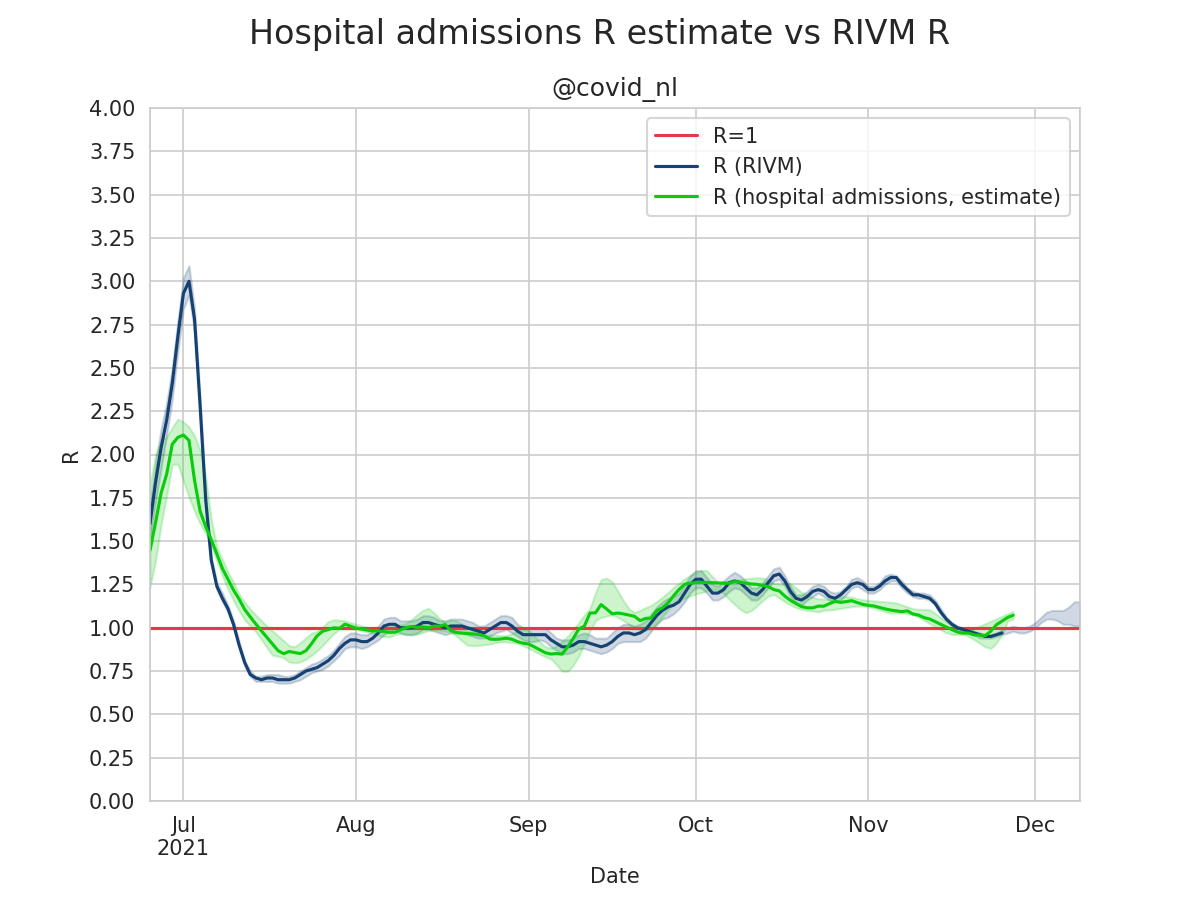 Hospital admissions R estimate vs RIVM R
@covid_nl
R=1
R (RIVM)
R (hospital admissions, estimate)
4.00
3.75
3.50
3.25
3.00
2.75
2.50
2.25
2.00
1.75
1.50
1.25
1.00
0.75
0.50
0.25
0.00
R
Jul Aug Sep Oct Nov Dec
2021
Date